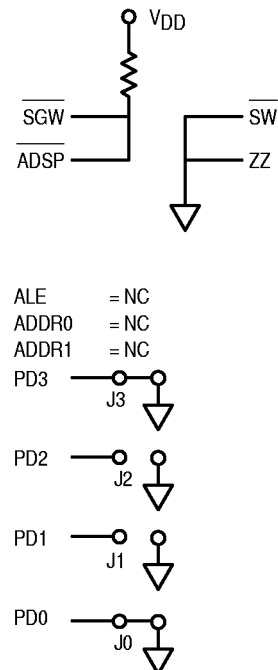 VDD
SGW
SW
ADSP
ZZ
ALE = NC
ADDR0 = NC
ADDR1 = NC
PD3
J3
PD2
J2
PD1
J1
PD0
J0